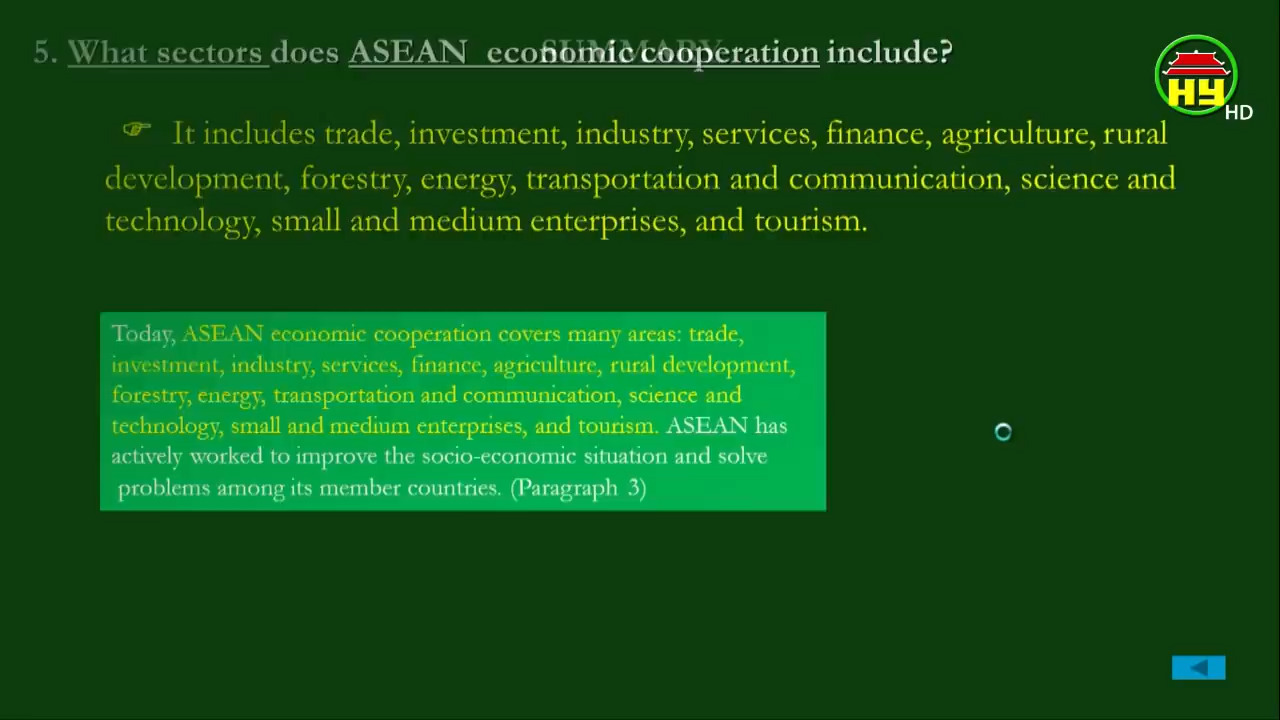 5. What sectors does ASEAN economic cooperation include?
SUMMARY
HY
HD
☞ It includes trade, investment, industry, services, finance, agriculture, rural
development, forestry, energy, transportation and communication, science and
technology, small and medium enterprises, and tourism.
Today, ASEAN economic cooperation covers many areas: trade,
investment, industry, services, finance, agriculture, rural development,
forestry, energy, transportation and communication, science and
technology, small and medium enterprises, and tourism. ASEAN has
actively worked to improve the socio-economic situation and solve
problems among its member countries. (Paragraph 3)